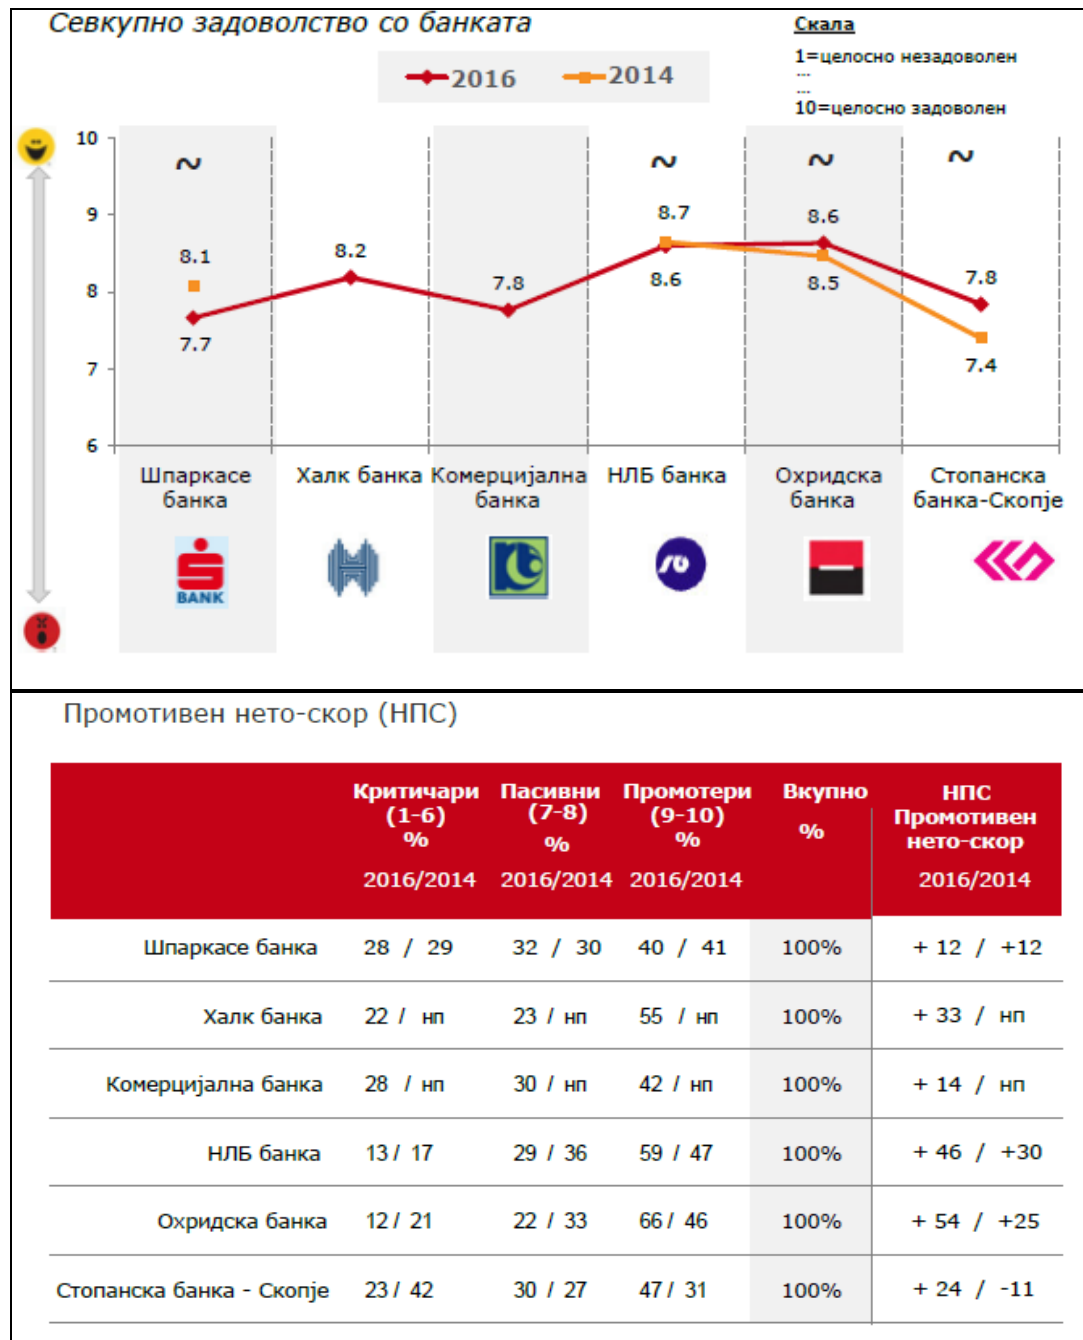 Севкупно задоволство со банката
Скала
1=целосно незадоволен
...
...
10=целосно задоволен
2016 2014
10
9
8
7
6
~ ~ ~ ~
8.1
7.7
8.2
7.8
8.7
8.6
8.6
8.5
7.8
7.4
Шпаркасе банка
Халк банка
Комерцијална банка
НЛБ банка
Охридска банка
Стопанска банка-Скопје
S
BANK
Промотивен нето-скор (НПС)
Критичари (1-6) % 2016/2014
Пасивни (7-8) % 2016/2014
Промотери (9-10) % 2016/2014
Вкупно %
НПС Промотивен нето-скор 2016/2014
Шпаркасе банка 28 / 29 32 / 30 40 / 41 100% + 12 / +12
Халк банка 22 / нп 23 / нп 55 / нп 100% + 33 / нп
Комерцијална банка 28 / нп 30 / нп 42 / нп 100% + 14 / нп
НЛБ банка 13 / 17 29 / 36 59 / 47 100% + 46 / +30
Охридска банка 12 / 21 22 / 33 66 / 46 100% + 54 / +25
Стопанска банка - Скопје 23 / 42 30 / 27 47 / 31 100% + 24 / -11